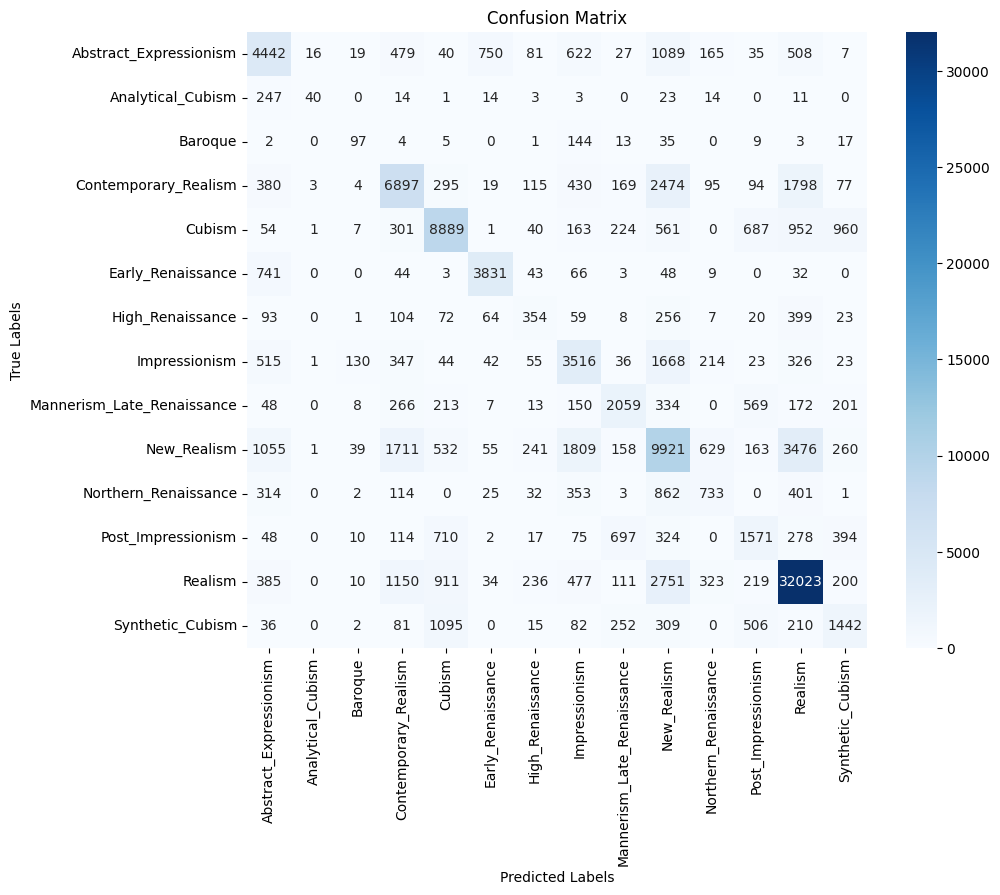 Confusion Matrix
True Labels
Abstract_Expressionism 4442 16 19 479 40 750 81 622 27 1089 165 35 508 7
Analytical_Cubism 247 40 0 14 1 14 3 3 0 23 14 0 11 0
Baroque 2 0 97 4 5 0 1 144 13 35 0 9 3 17
Contemporary_Realism 380 3 4 6897 295 19 115 430 169 2474 95 94 1798 77
Cubism 54 1 7 301 8889 1 40 163 224 561 0 687 952 960
Early_Renaissance 741 0 0 44 3 3831 43 66 3 48 9 0 32 0
High_Renaissance 93 0 1 104 72 64 354 59 8 256 7 20 399 23
Impressionism 515 1 130 347 44 42 55 3516 36 1668 214 23 326 23
Mannerism_Late_Renaissance 48 0 8 266 213 7 13 150 2059 334 0 569 172 201
New_Realism 1055 1 39 1711 532 55 241 1809 158 9921 629 163 3476 260
Northern_Renaissance 314 0 2 114 0 25 32 353 3 862 733 0 401 1
Post_Impressionism 48 0 10 114 710 2 17 75 697 324 0 1571 278 394
Realism 385 0 10 1150 911 34 236 477 111 2751 323 219 32023 200
Synthetic_Cubism 36 0 2 81 1095 0 15 82 252 309 0 506 210 1442
Abstract_Expressionism
Analytical_Cubism
Baroque
Contemporary_Realism
Cubism
Early_Renaissance
High_Renaissance
Impressionism
Mannerism_Late_Renaissance
New_Realism
Northern_Renaissance
Post_Impressionism
Realism
Synthetic_Cubism
Predicted Labels
30000
25000
20000
15000
10000
5000
0